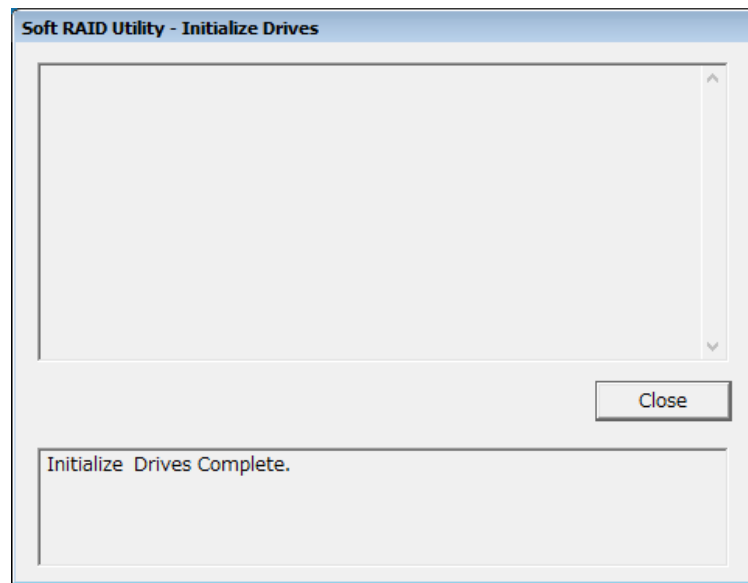 Soft RAID Utility - Initialize Drives
Close
Initialize Drives Complete.